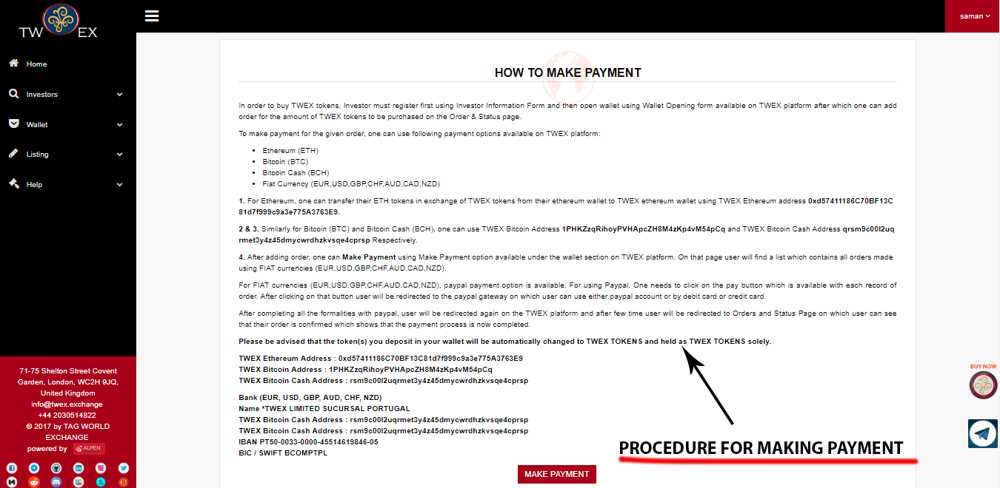 TW EX
saman
Home
Investors
Wallet
Listing
Help
HOW TO MAKE PAYMENT
In order to buy TWEX tokens, Investor must register first using Investor Information Form and then open wallet using Wallet Opening form available on TWEX platform after which one can add
order for the amount of TWEX tokens to be purchased on the Order & Status page.
To make payment for the given order, one can use following payment options available on TWEX platform:
• Ethereum (ETH)
• Bitcoin (BTC)
• Bitcoin Cash (BCH)
• Fiat Currency (EUR,USD,GBP,CHF,AUD,CAD,NZD)
1. For Ethereum, one can transfer their ETH tokens in exchange of TWEX tokens from their ethereum wallet to TWEX ethereum wallet using TWEX Ethereum address 0xd57411186C70BF13C
81d7f999c9a3e775A3763E9.
2 & 3. Similarly for Bitcoin (BTC) and Bitcoin Cash (BCH), one can use TWEX Bitcoin Address 1PHKZzqRihoyPVHApcZH8M4zKp4vM54pCq and TWEX Bitcoin Cash Address qrsm9c00l2uq
rmet3y4z45dmycwrdhzkvsqe4cprsp Respectively.
4. After adding order, one can Make Payment using Make Payment option available under the wallet section on TWEX platform. On that page user will find a list which contains all orders made
using FIAT currencies (EUR,USD,GBP,CHF,AUD,CAD,NZD).
For FIAT currencies (EUR,USD,GBP,CHF,AUD,CAD,NZD), paypal payment option is available. For using Paypal, One needs to click on the pay button which is available with each record of
order. After clicking on that button user will be redirected to the paypal gateway on which user can use either paypal account or by debit card or credit card.
After completing all the formalities with paypal, user will be redirected again on the TWEX platform and after few time user will be redirected to Orders and Status Page on which user can see
that their order is confirmed which shows that the payment process is now completed.
Please be advised that the token(s) you deposit in your wallet will be automatically changed to TWEX TOKENS and held as TWEX TOKENS solely.
TWEX Ethereum Address : 0xd57411186C70BF13C81d7f999c9a3e775A3763E9
TWEX Bitcoin Address : 1PHKZzqRihoyPVHApcZH8M4zKp4vM54pCq
TWEX Bitcoin Cash Address : rsm9c00l2uqrmet3y4z45dmycwrdhzkvsqe4cprsp
Bank (EUR, USD, GBP, AUD, CHF, NZD)
Name *TWEX LIMITED SUCURSAL PORTUGAL
TWEX Bitcoin Cash Address : rsm9c00l2uqrmet3y4z45dmycwrdhzkvsqe4cprsp
TWEX Bitcoin Cash Address : rsm9c00l2uqrmet3y4z45dmycwrdhzkvsqe4cprsp
IBAN PT50-0033-0000-45514619846-05
BIC / SWIFT BCOMPTPL
MAKE PAYMENT
PROCEDURE FOR MAKING PAYMENT
BUY NOW
71-75 Shelton Street Covent
Garden, London, WC2H 9JQ,
United Kingdom
info@twex.exchange
+44 2030514822
© 2017 by TAG WORLD
EXCHANGE
powered by ALPEN